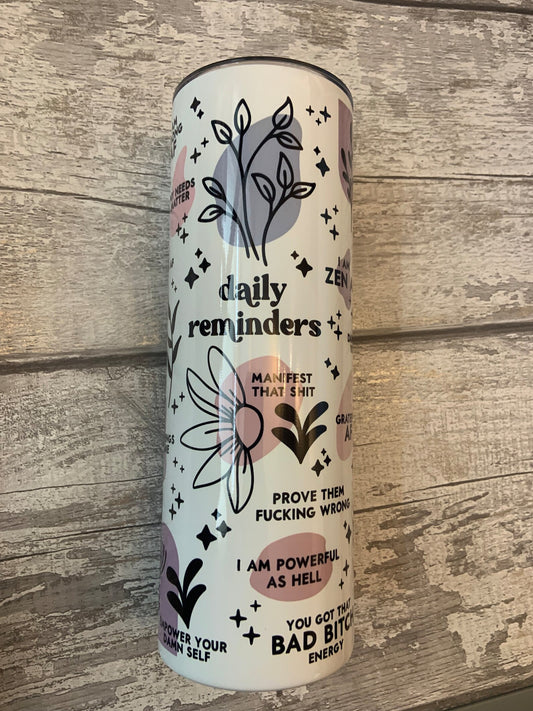 NEEDS
I AM
ZEN
daily
reminders
MANIFEST
THAT SHIT
PROVE THEM
FUCKING WRONG
I AM POWERFUL
AS HELL
YOUR
DAMN SELF
YOU GOT THAT
BAD BITCH
ENERGY